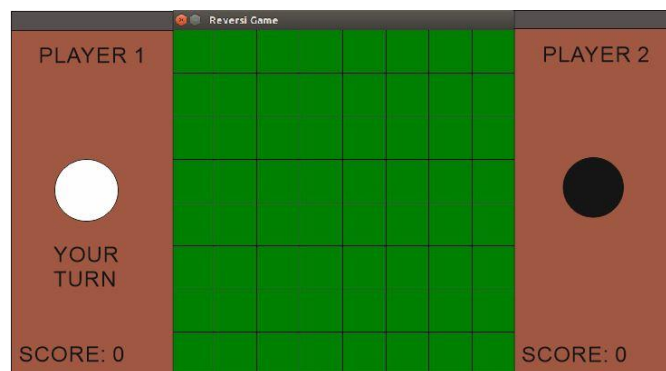 Reversi Game
PLAYER 1
YOUR
TURN
SCORE: 0
PLAYER 2
SCORE: 0